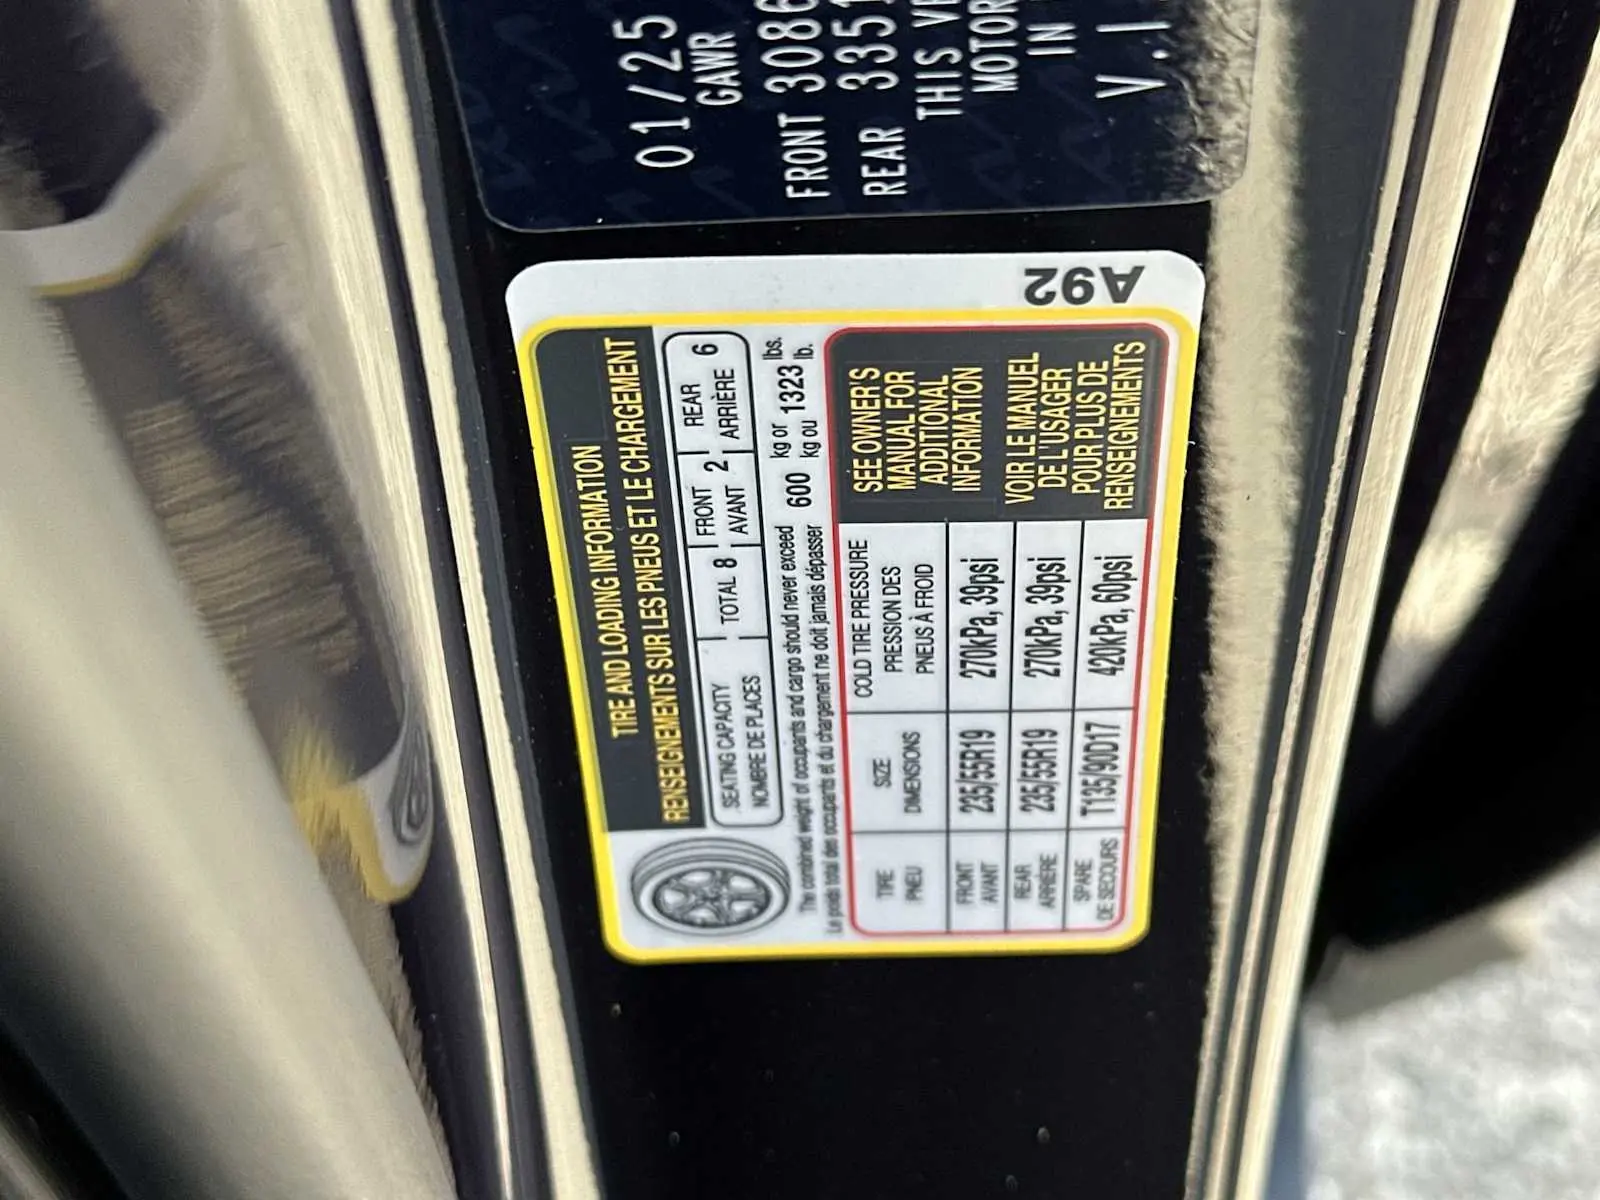 01/25
GAWR
FRONT 3086
REAR 3351
THIS VE
MOTOR
IN
V.I
A92
TIRE AND LOADING INFORMATION
RENSEIGNEMENTS SUR LES PNEUS ET LE CHARGEMENT
SEATING CAPACITY
NOMBRE DE PLACES
TOTAL 8
FRONT
AVANT 2
REAR
ARRIÈRE 6
The combined weight of occupants and cargo should never exceed 600 kg or 1323 lbs.
Le poids total des occupants et du chargement ne doit jamais dépasser kg ou lb.
TIRE
PNEU
SIZE
DIMENSIONS
COLD TIRE PRESSURE
PRESSION DES
PNEUS À FROID
FRONT
AVANT
235/55R19
270kPa, 39psi
REAR
ARRIÈRE
235/55R19
270kPa, 39psi
SPARE
DE SECOURS
T135/90D17
420kPa, 60psi
SEE OWNER'S
MANUAL FOR
ADDITIONAL
INFORMATION
VOIR LE MANUEL
DE L'USAGER
POUR PLUS DE
RENSEIGNEMENTS